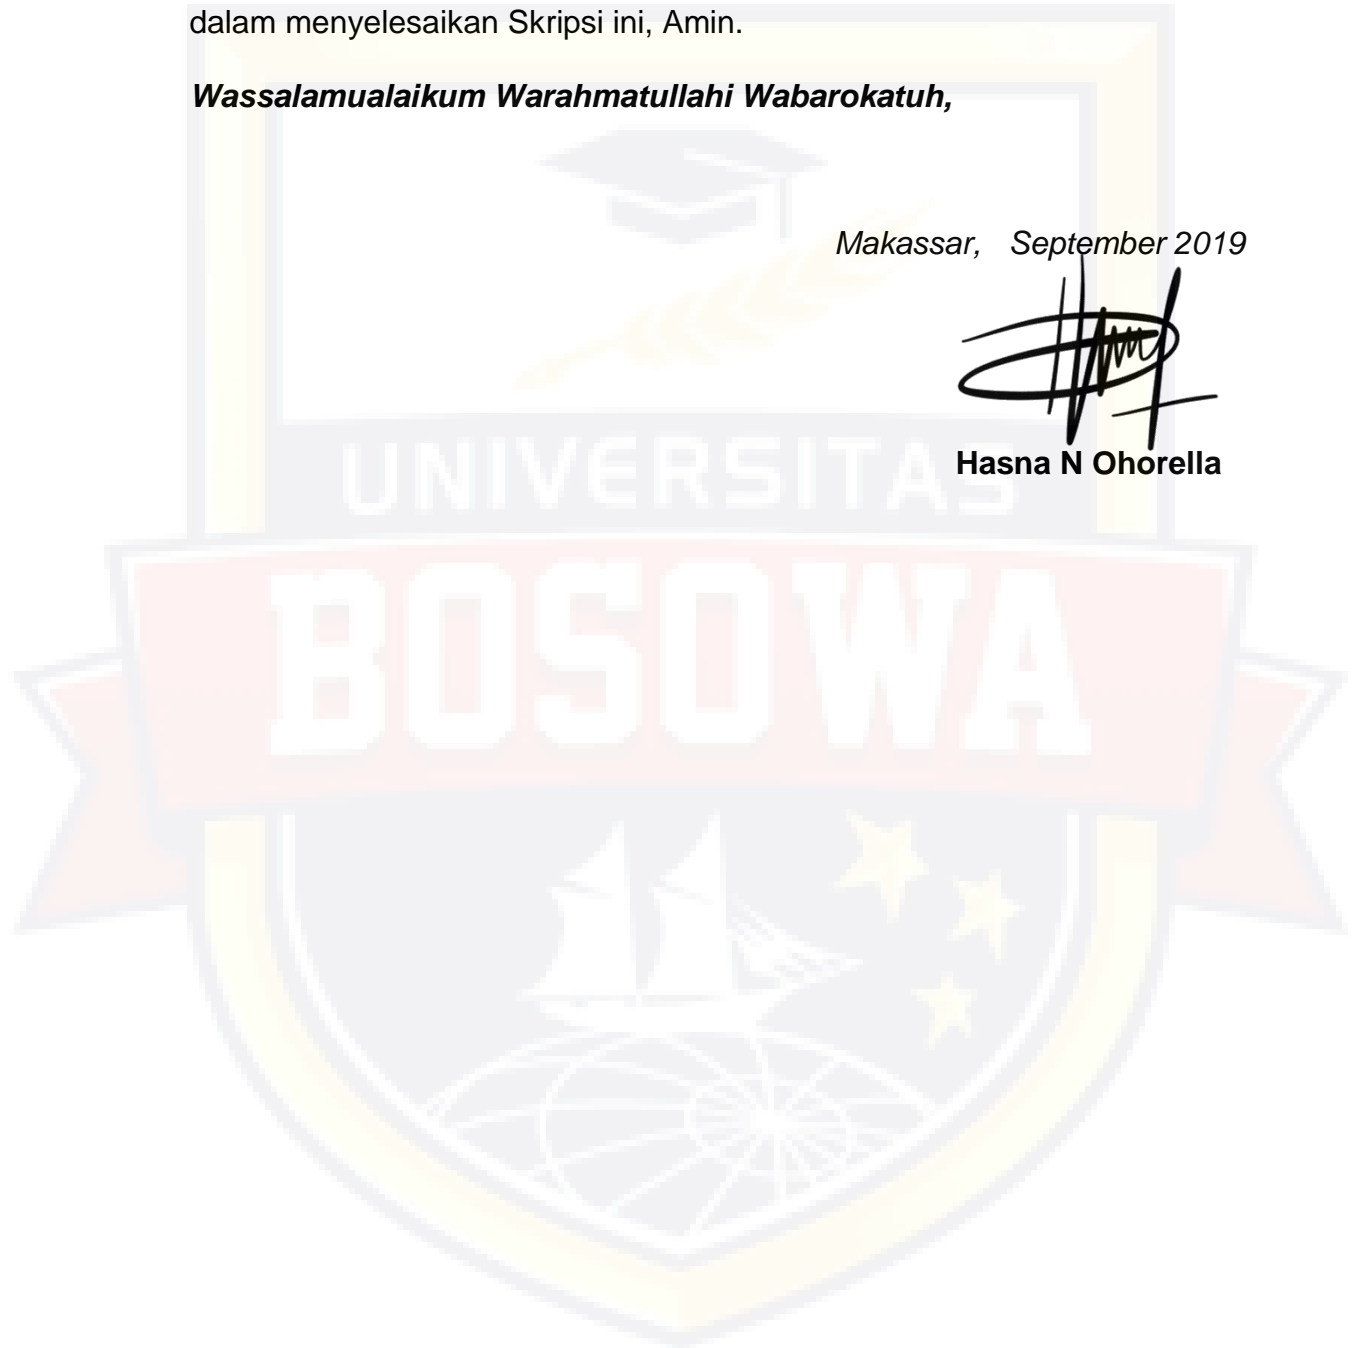 dalam menyelesaikan Skripsi ini, Amin.
Wassalamualaikum Warahmatullahi Wabarokatuh,
Makassar,   September 2019
Hasna N Ohorella
UNIVERSITAS
BOSOWA